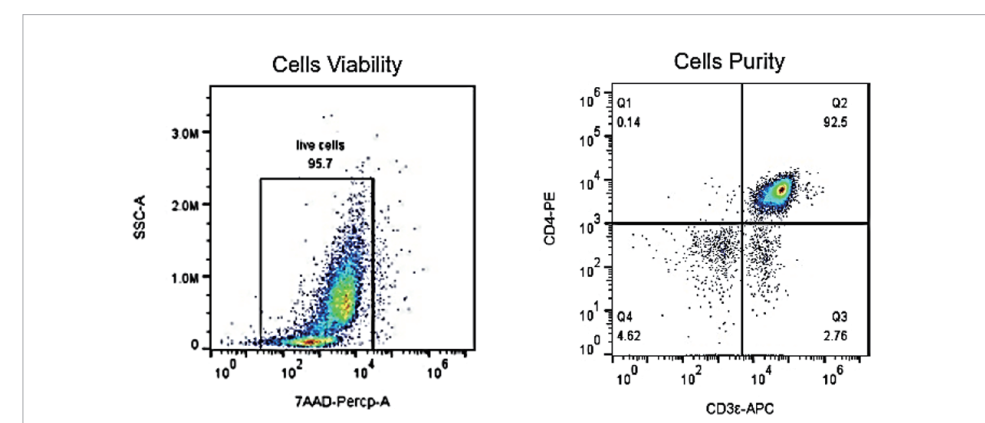 Cells Viability
live cells
95.7
3.0M
2.0M
1.0M
0
SSC-A
10^0 10^2 10^4 10^6
7AAD-Percp-A
Cells Purity
Q1
0.14
Q2
92.5
Q4
4.62
Q3
2.76
10^6
10^5
10^4
10^3
10^2
10^1
10^0
CD4-PE
10^0 10^2 10^4 10^6
CD3ε-APC